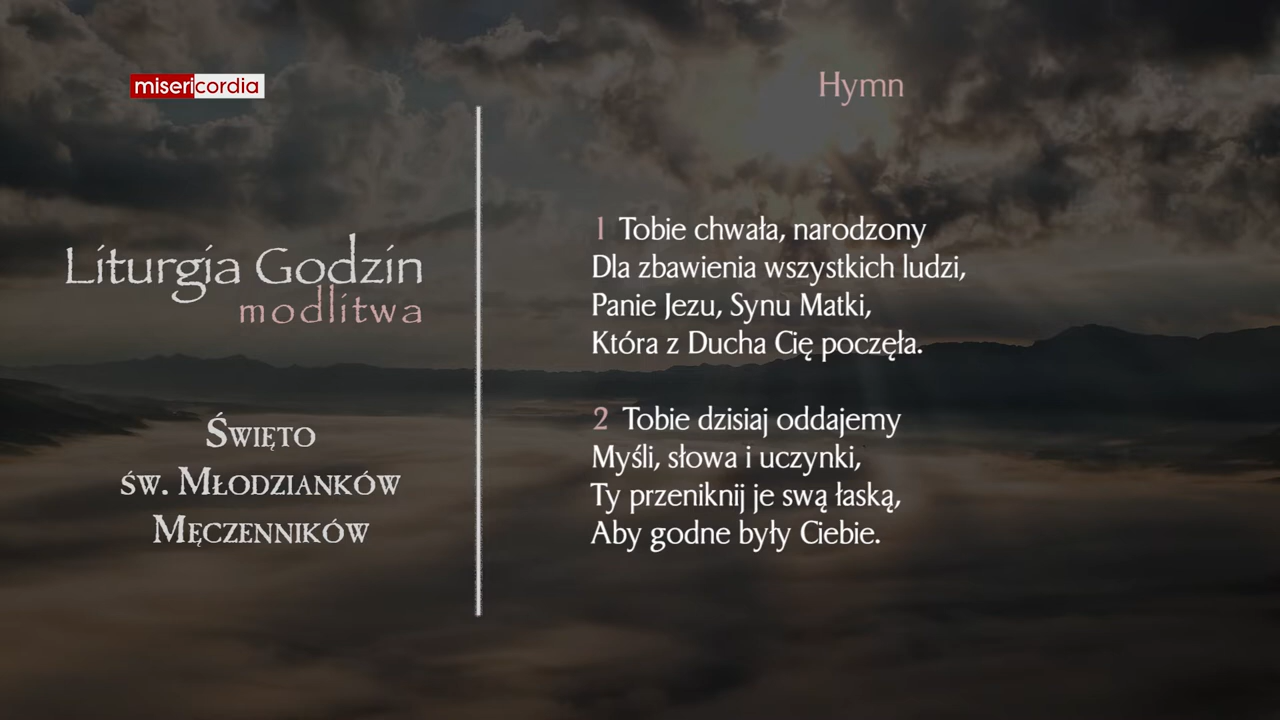 misericordia
Liturgia Godzin
modlitwa
Święto
św. Młodzianków
Męczenników
Hymn
1 Tobie chwała, narodzony
Dla zbawienia wszystkich ludzi,
Panie Jezu, Synu Matki,
Która z Ducha Cię poczęła.
2 Tobie dzisiaj oddajemy
Myśli, słowa i uczynki,
Ty przeniknij je swą łaską,
Aby godne były Ciebie.